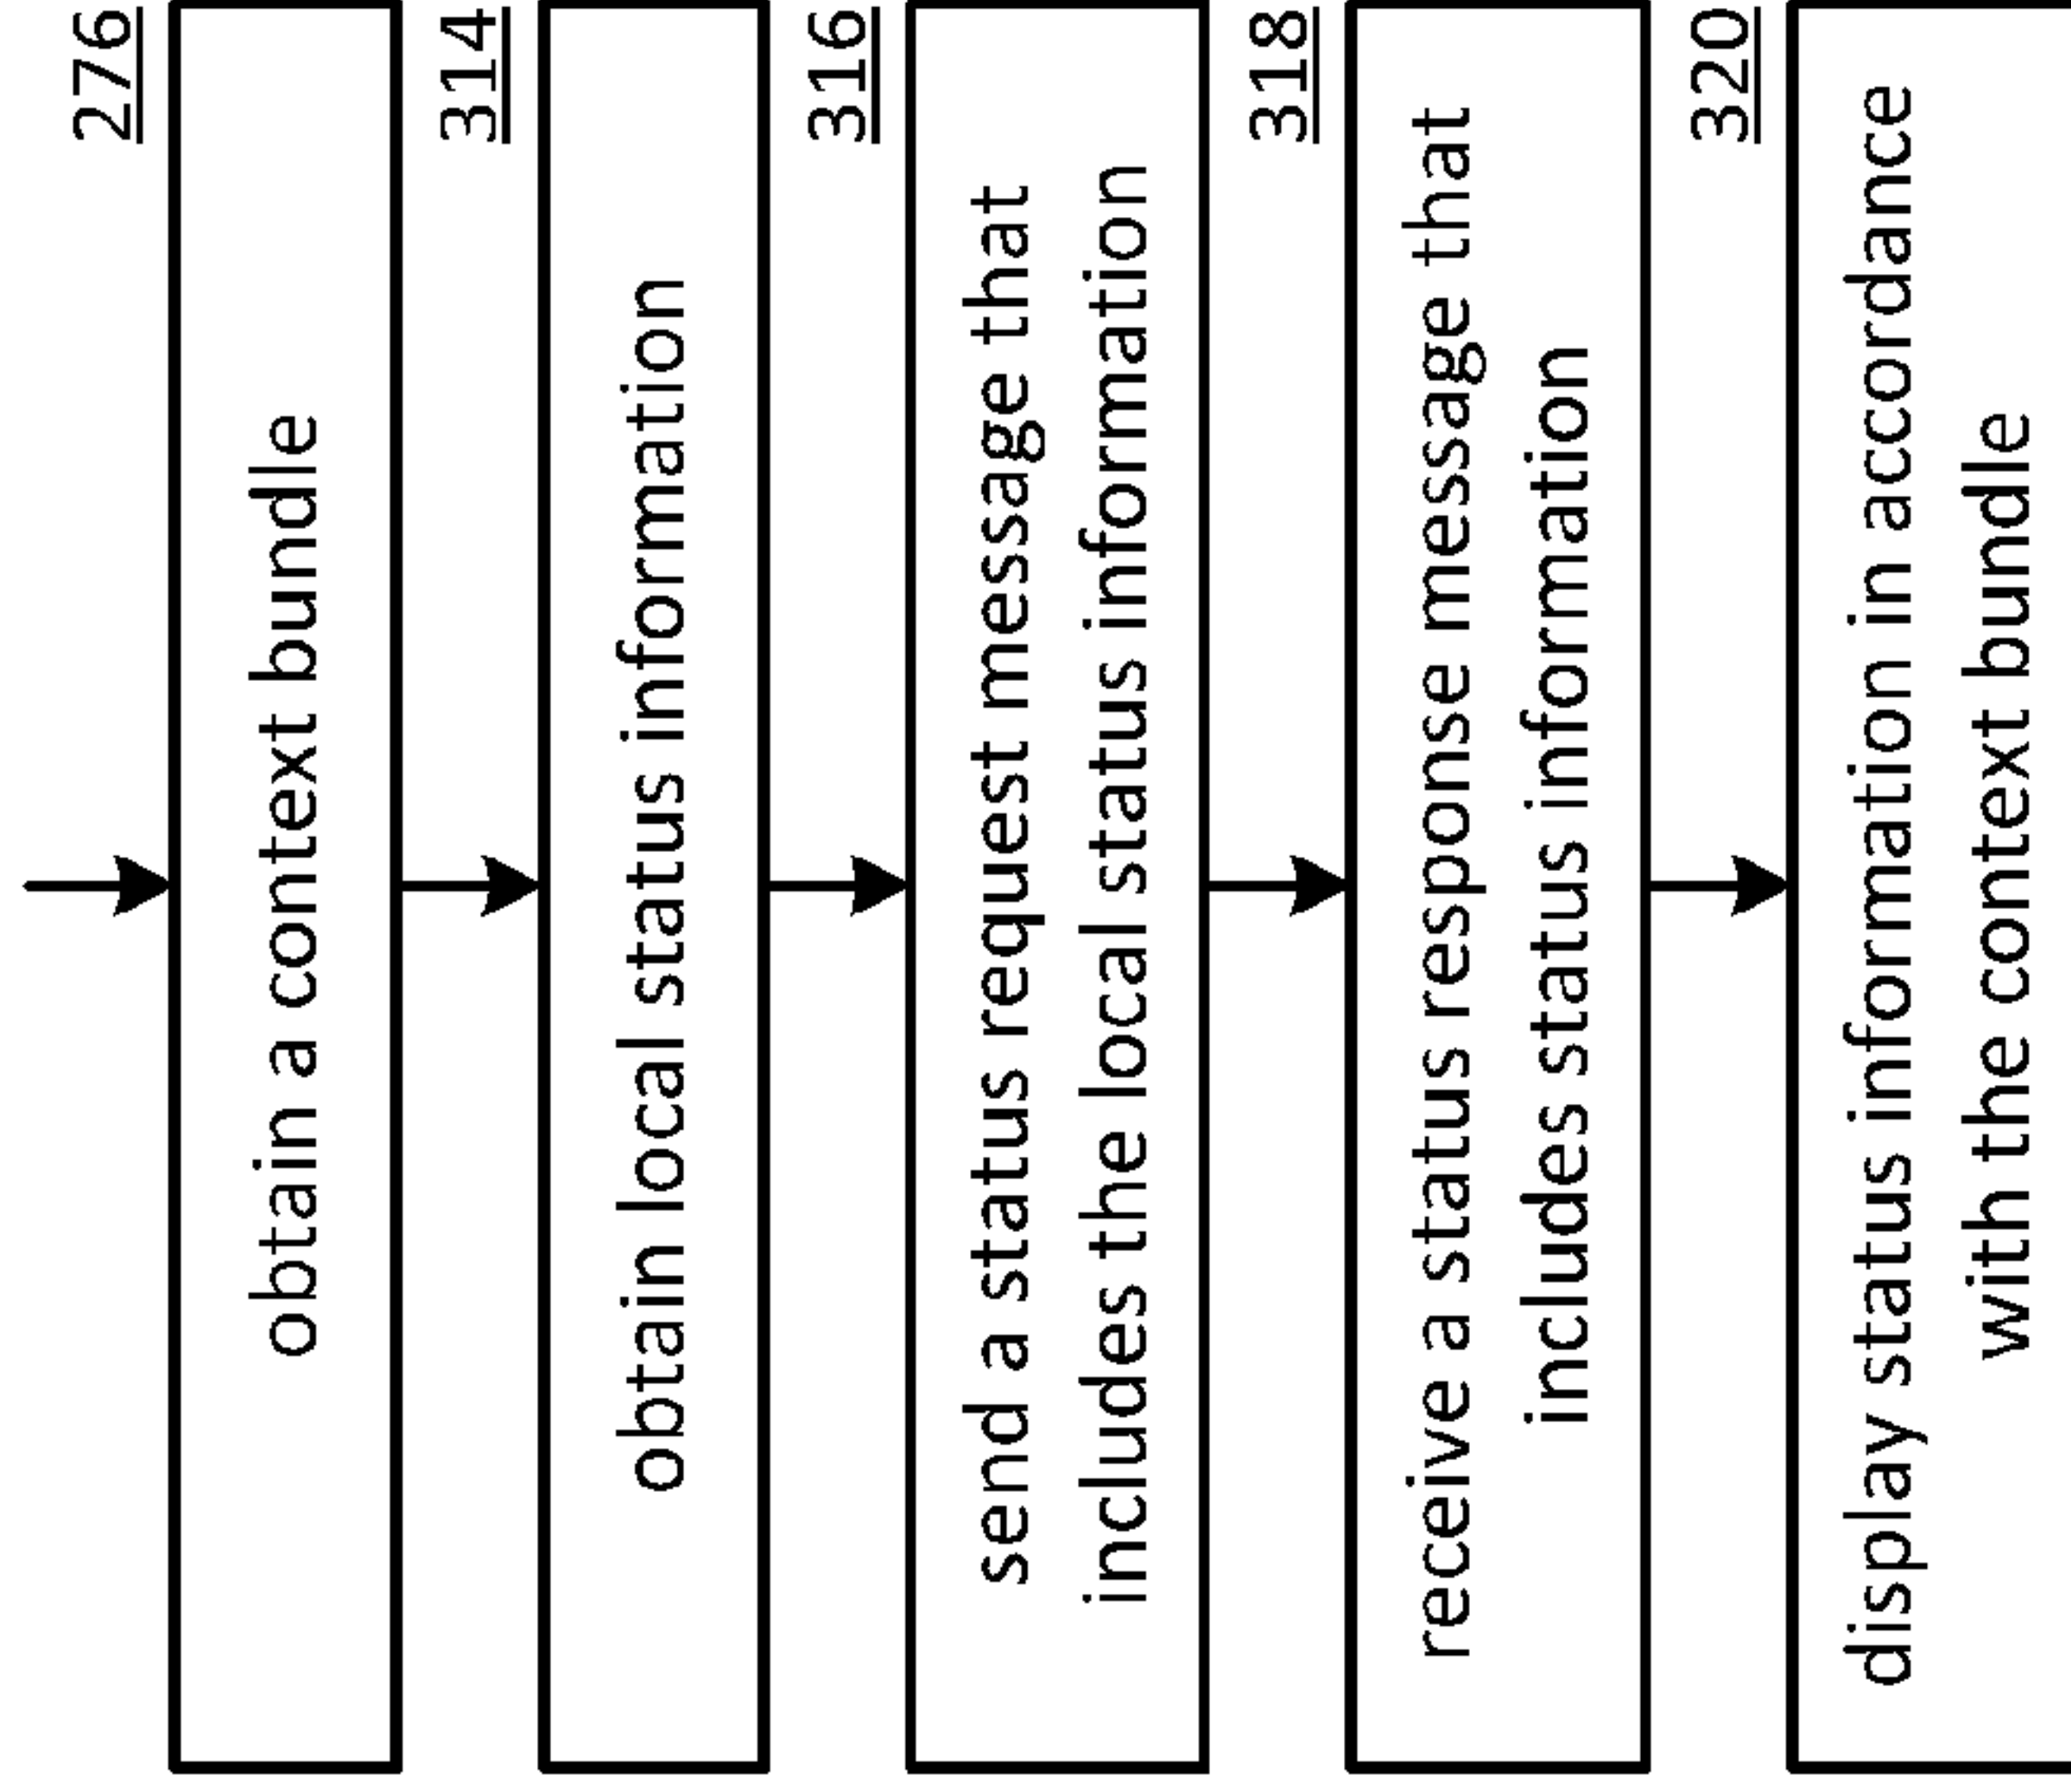 276
obtain a context bundle
314
obtain local status information
316
send a status request message that
includes the local status information
318
receive a status response message that
includes status information
320
display status information in accordance
with the context bundle